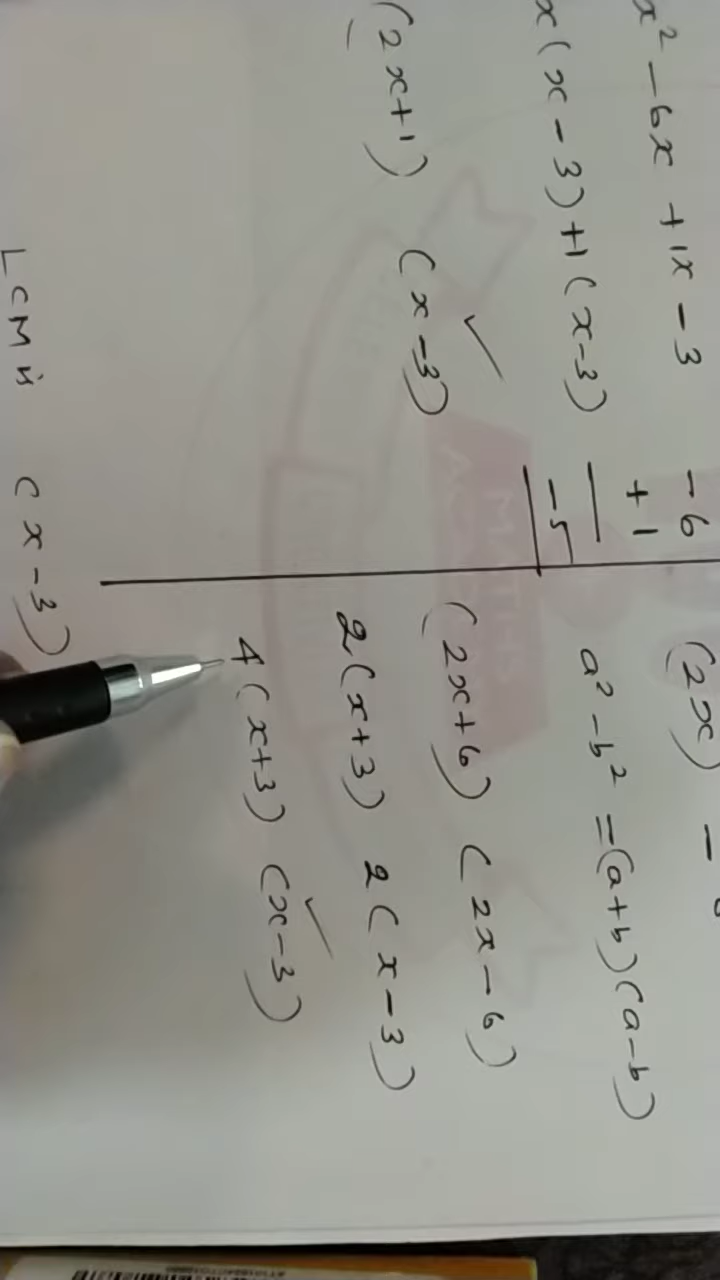 x² - 6x + 1x - 3
x(x - 3) + 1(x - 3)
(2x + 1) (x - 3) ✓
- 6
+ 1
- 5
(2x) -
a² - b² = (a + b)(a - b)
(2x + 6) (2x - 6)
2(x + 3) 2(x - 3)
4(x + 3) (x - 3) ✓
LCM is (x - 3)